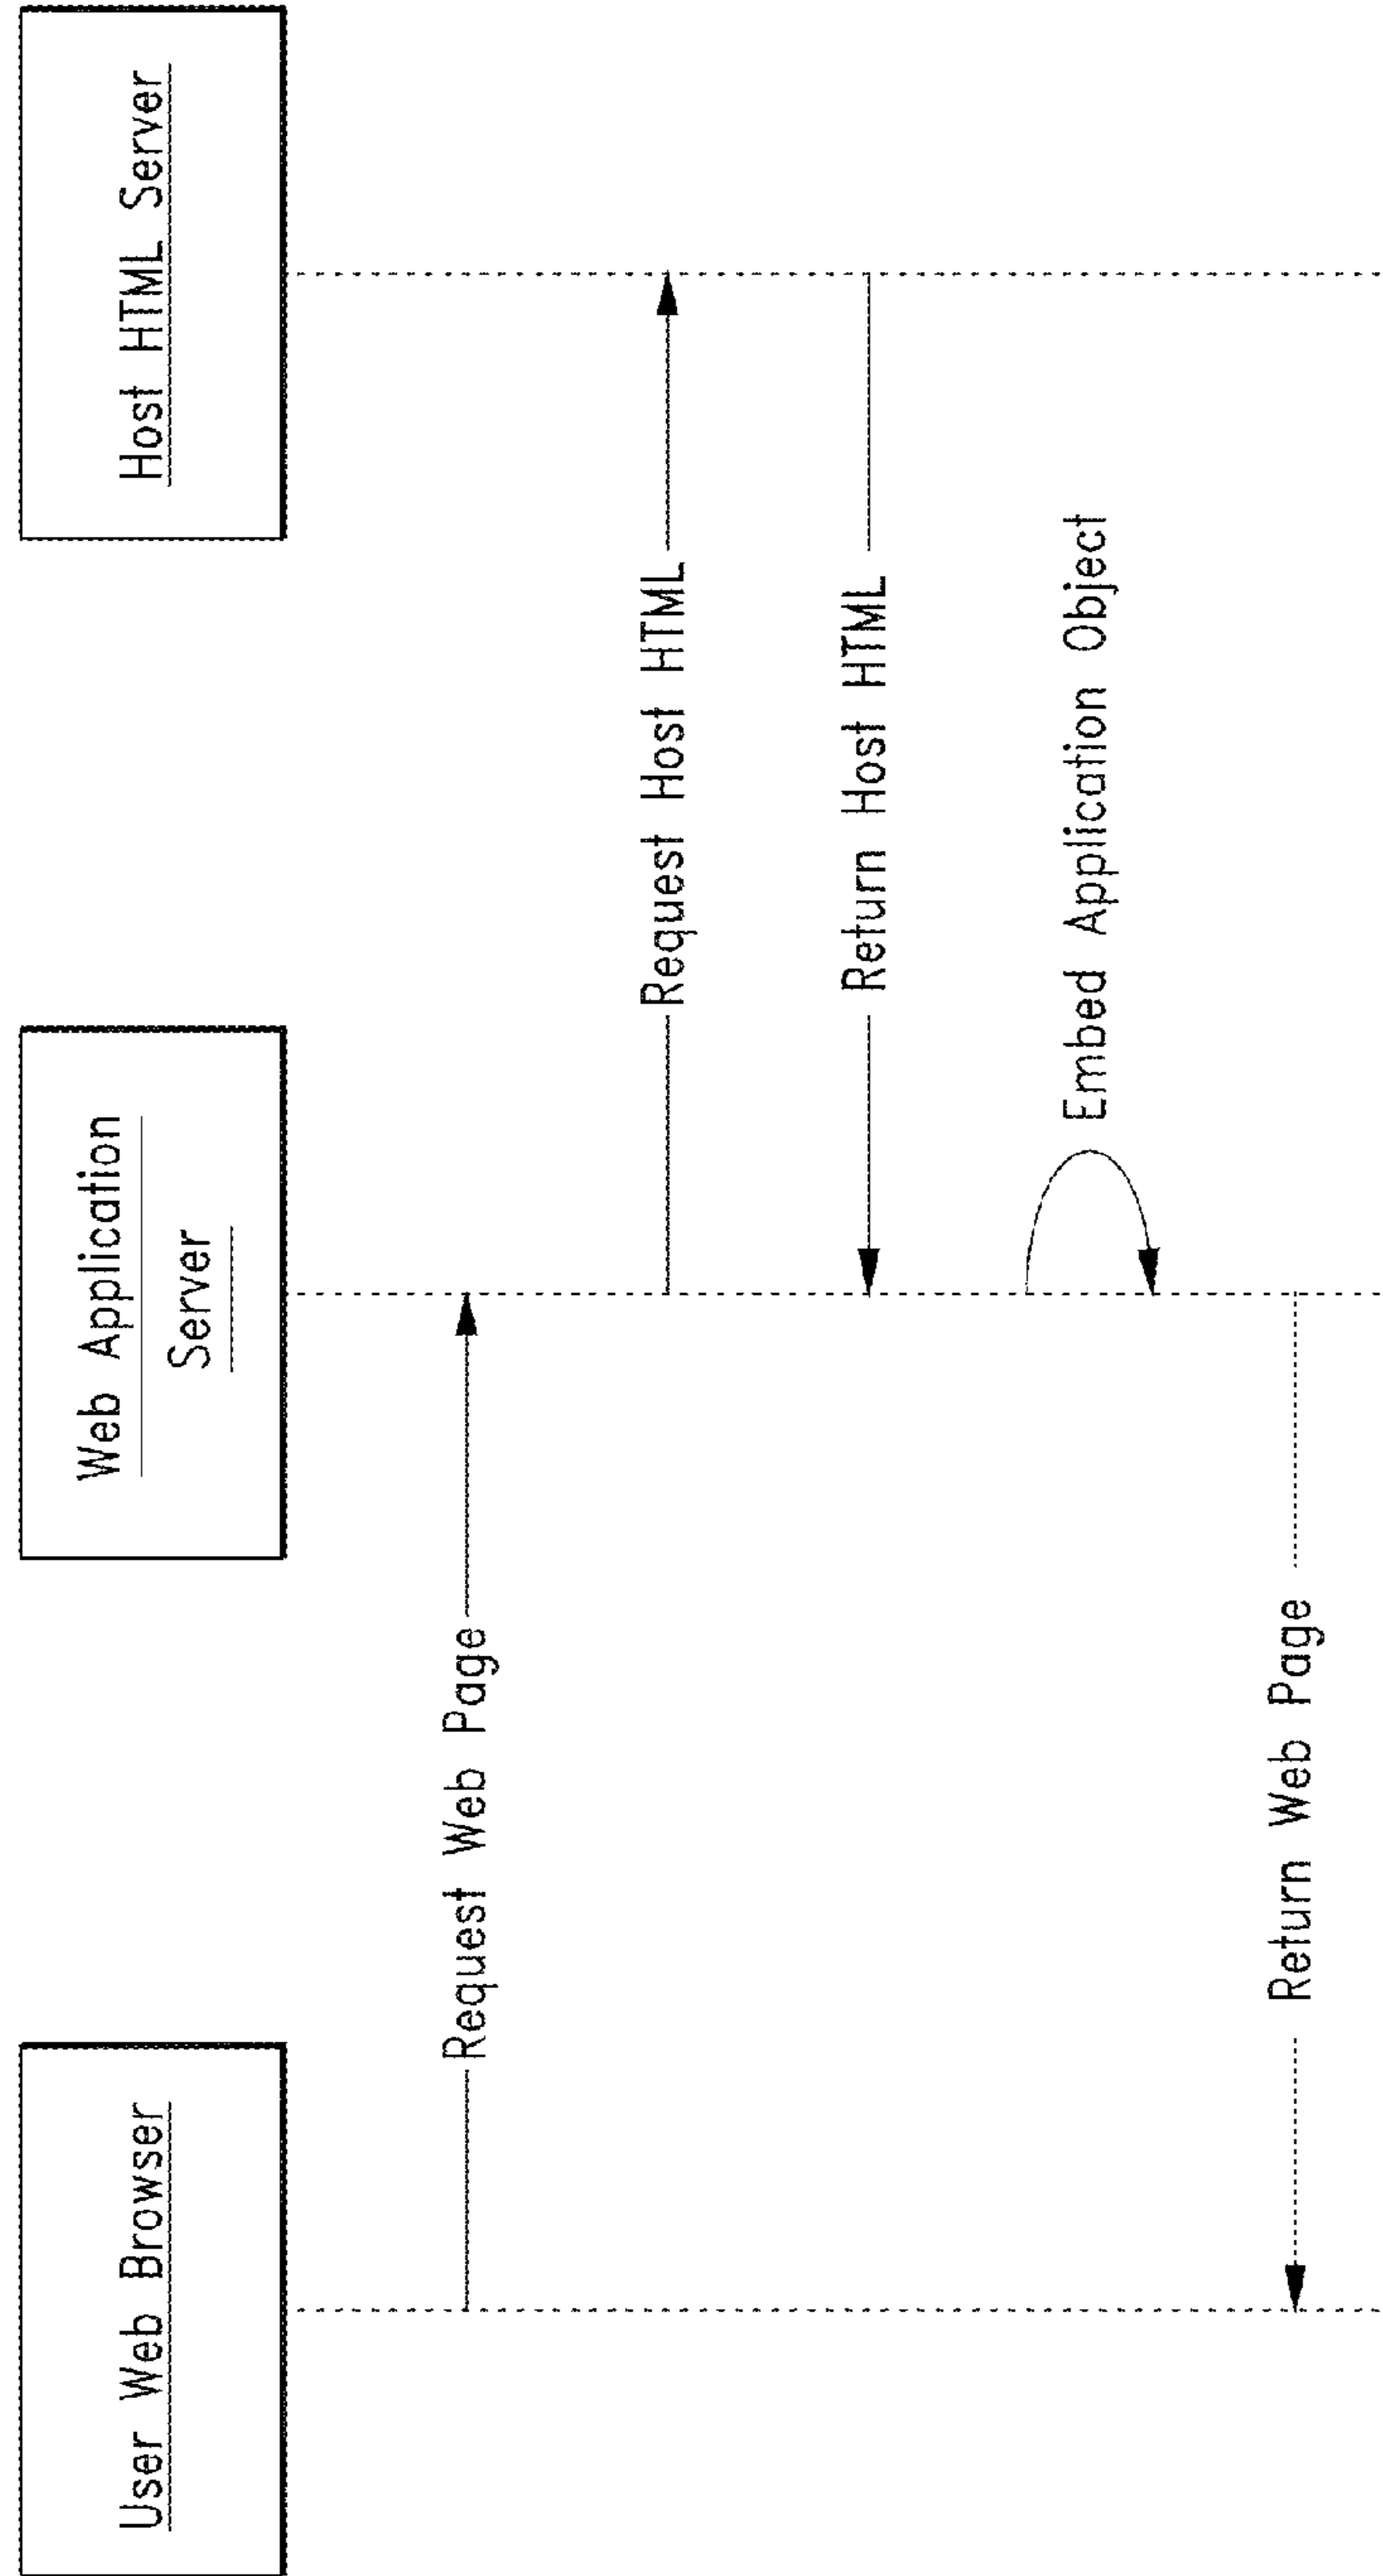 User Web Browser
Web Application
Server
Host HTML Server
Request Web Page
Request Host HTML
Return Host HTML
Embed Application Object
Return Web Page